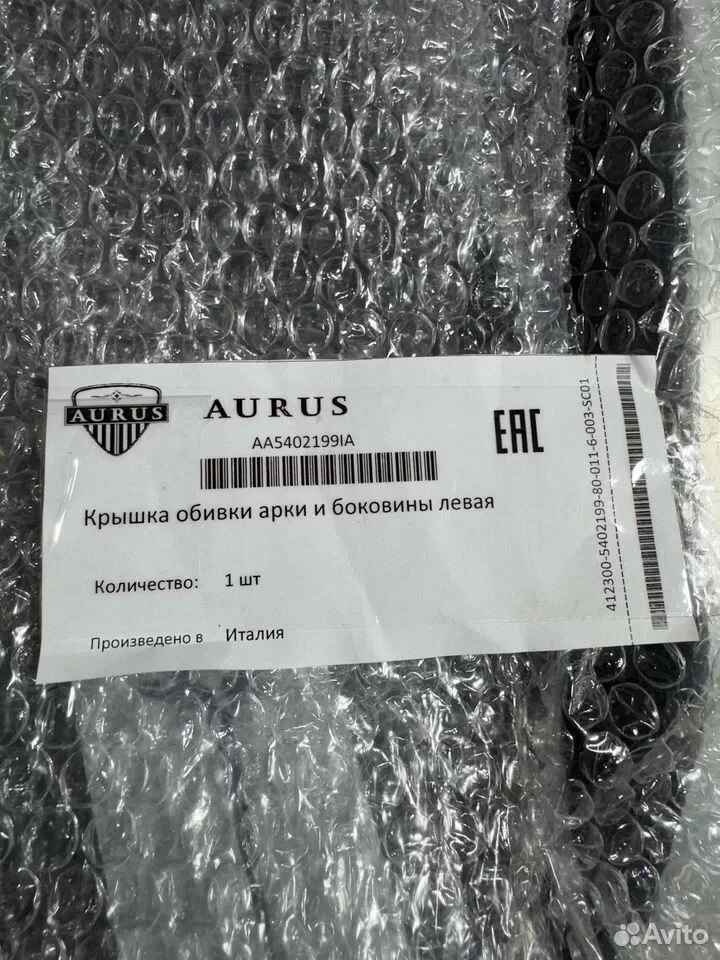 AURUS
AURUS
AA5402199IA
EAC
Крышка обивки арки и боковины левая
Количество: 1 шт
Произведено в Италия
412300-5402199-80-011-6-003-SC01
Avito